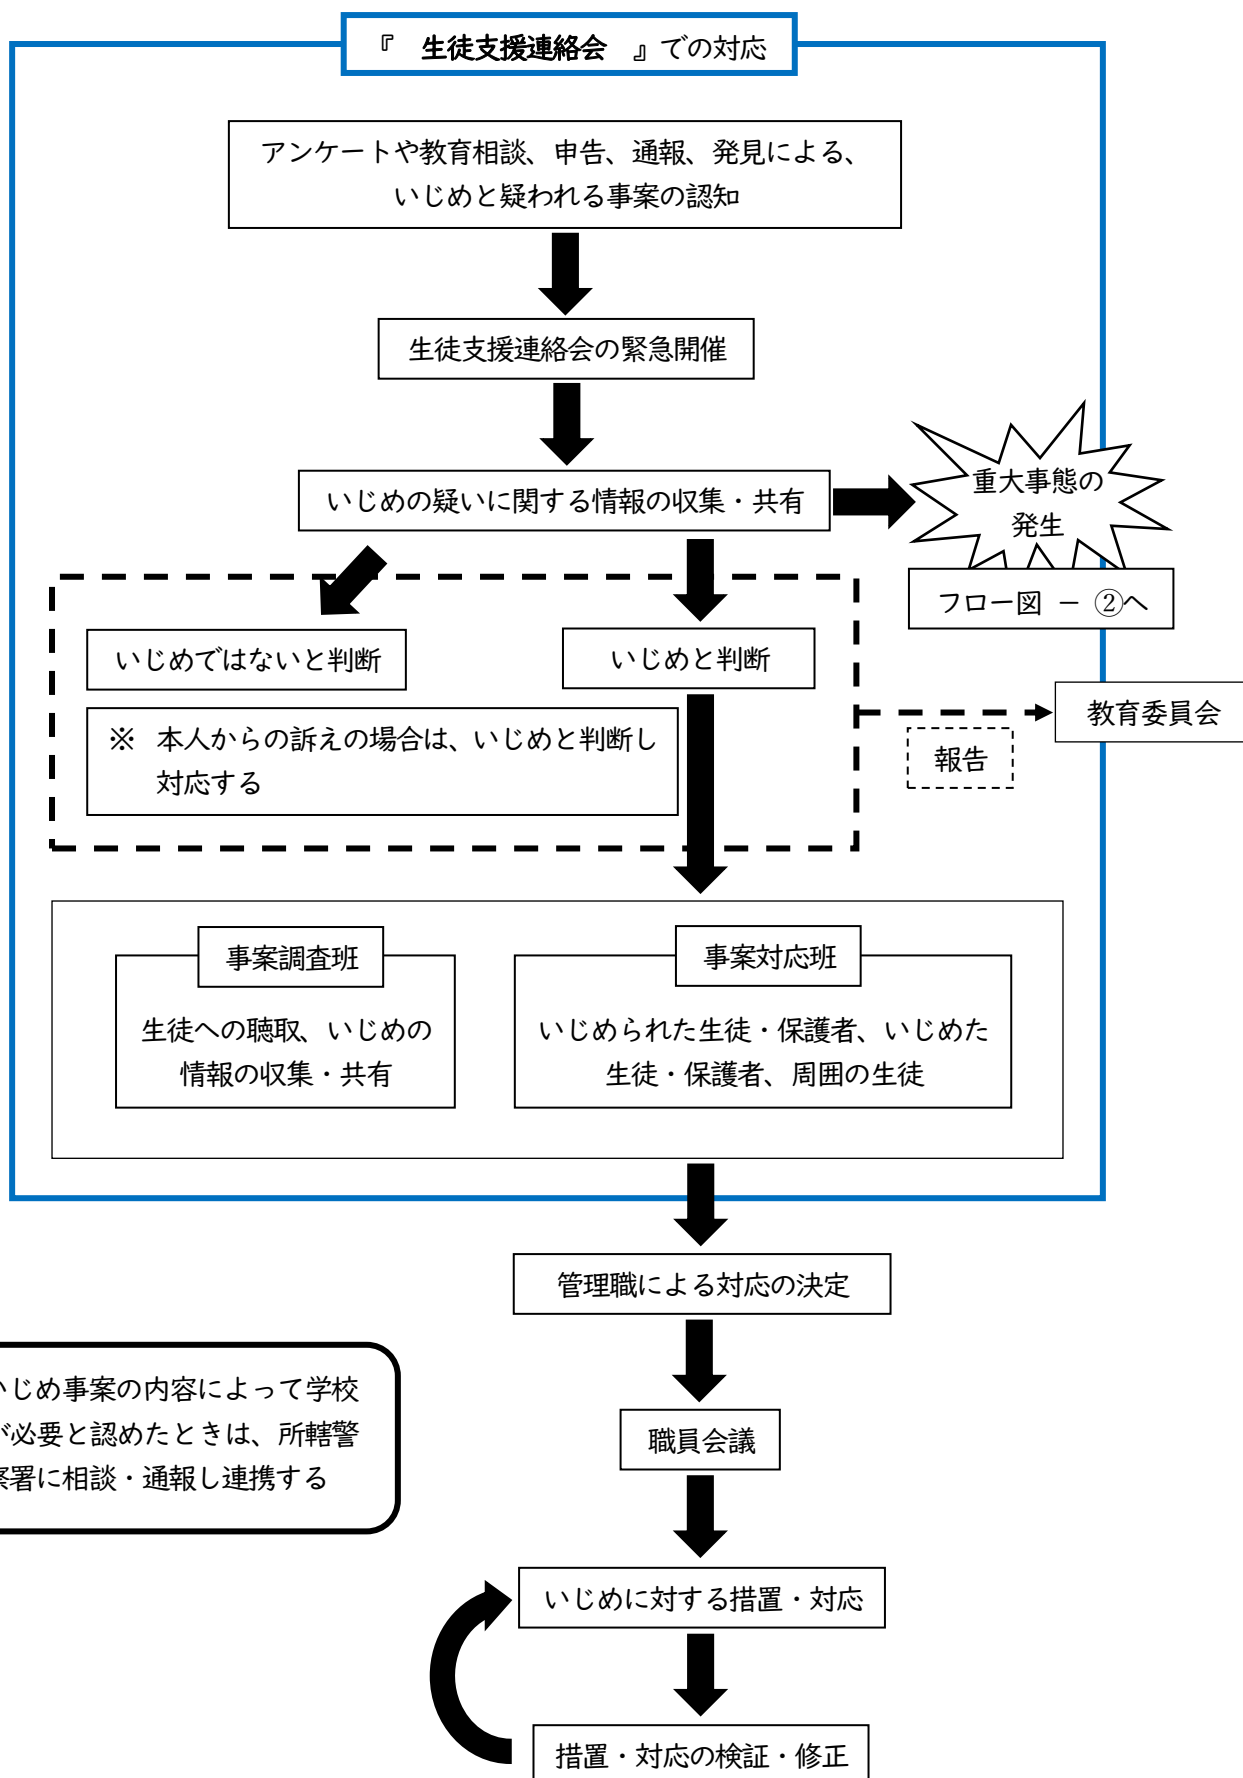 『　生徒支援連絡会　』での対応
アンケートや教育相談、申告、通報、発見による、
いじめと疑われる事案の認知
生徒支援連絡会の緊急開催
いじめの疑いに関する情報の収集・共有
重大事態の
発生
フロー図　－　②へ
いじめではないと判断
いじめと判断
※　本人からの訴えの場合は、いじめと判断し
対応する
教育委員会
報告
事案調査班
生徒への聴取、いじめの
情報の収集・共有
事案対応班
いじめられた生徒・保護者、いじめた
生徒・保護者、周囲の生徒
管理職による対応の決定
いじめ事案の内容によって学校
が必要と認めたときは、所轄警
察署に相談・通報し連携する
職員会議
いじめに対する措置・対応
措置・対応の検証・修正